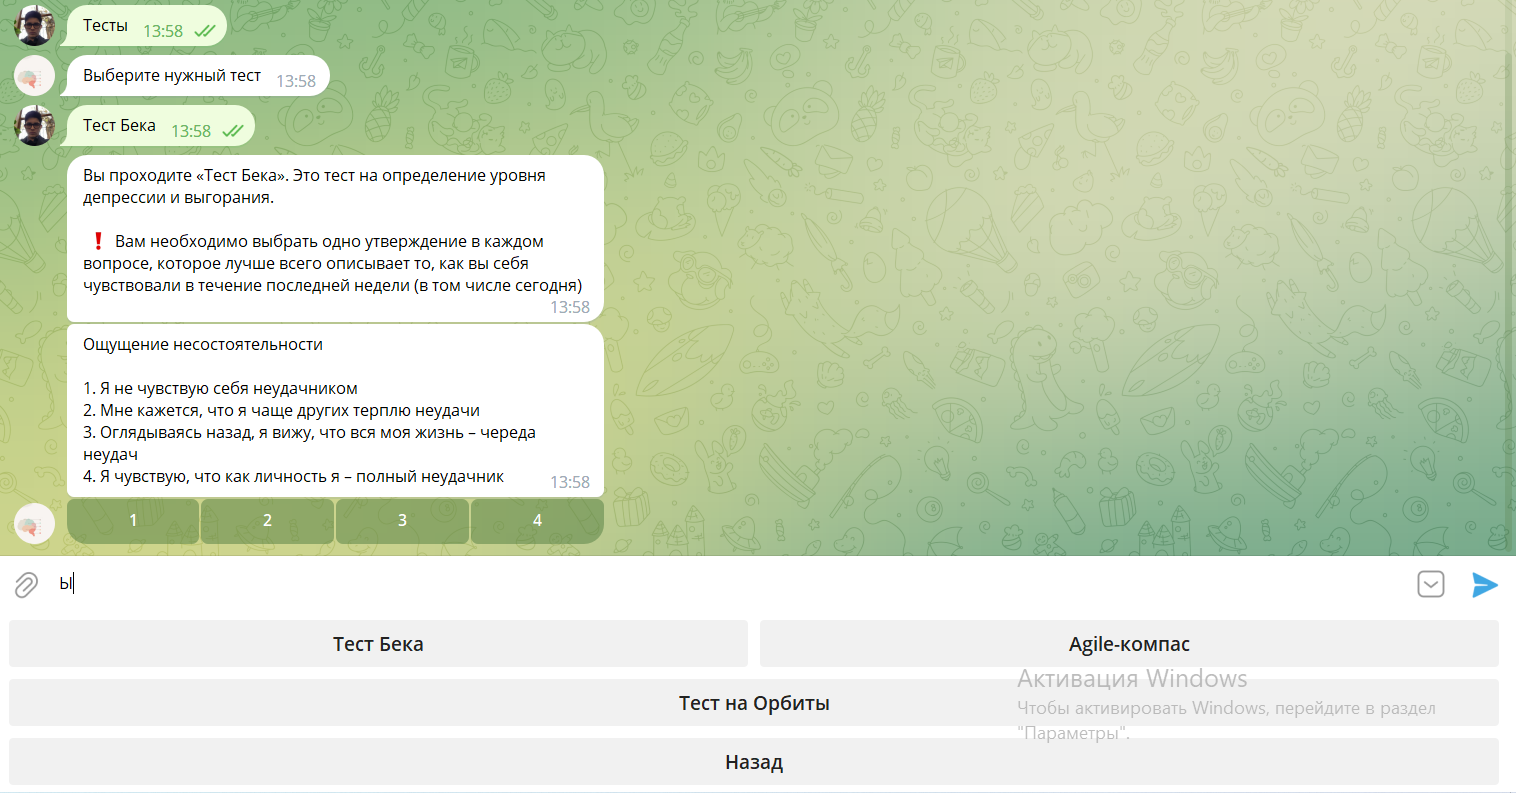 Тесты
13:58
Выберите нужный тест
13:58
Тест Бека
13:58
Вы проходите «Тест Бека». Это тест на определение уровня
депрессии и выгорания.
❗ Вам необходимо выбрать одно утверждение в каждом
вопросе, которое лучше всего описывает то, как вы себя
чувствовали в течение последней недели (в том числе сегодня)
13:58
Ощущение несостоятельности
1. Я не чувствую себя неудачником
2. Мне кажется, что я чаще других терплю неудачи
3. Оглядываясь назад, я вижу, что вся моя жизнь – череда
неудач
4. Я чувствую, что как личность я – полный неудачник
13:58
1 2 3 4
Ы
Тест Бека
Agile-компас
Активация Windows
Тест на Орбиты
Чтобы активировать Windows, перейдите в раздел
"Параметры".
Назад